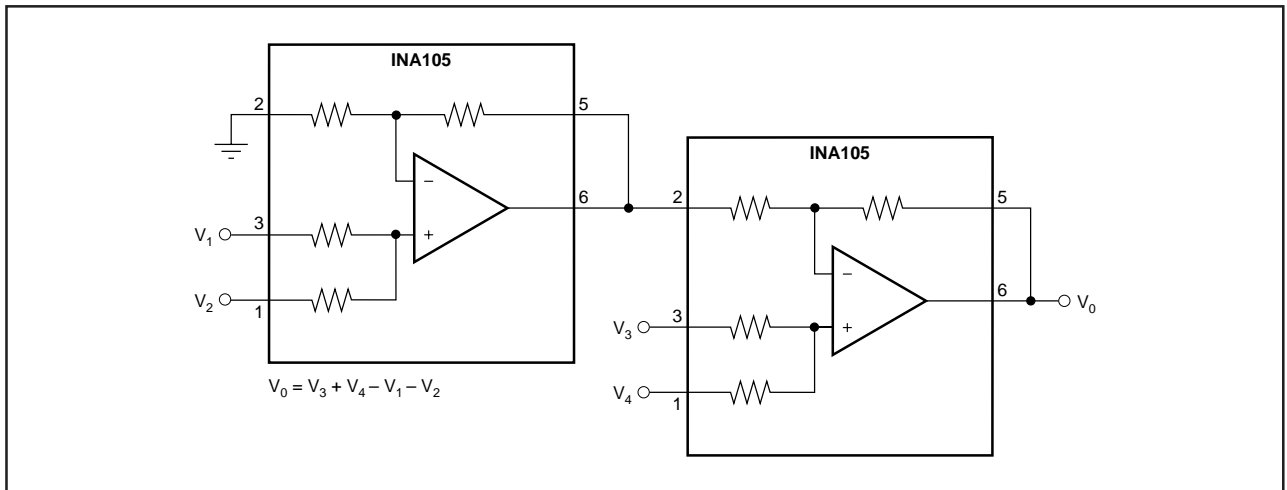 INA105
2
5
−
6
3
+
V₁
V₂
1
V₀ = V₃ + V₄ – V₁ – V₂
INA105
2
5
−
6
V₀
3
+
V₃
V₄
1